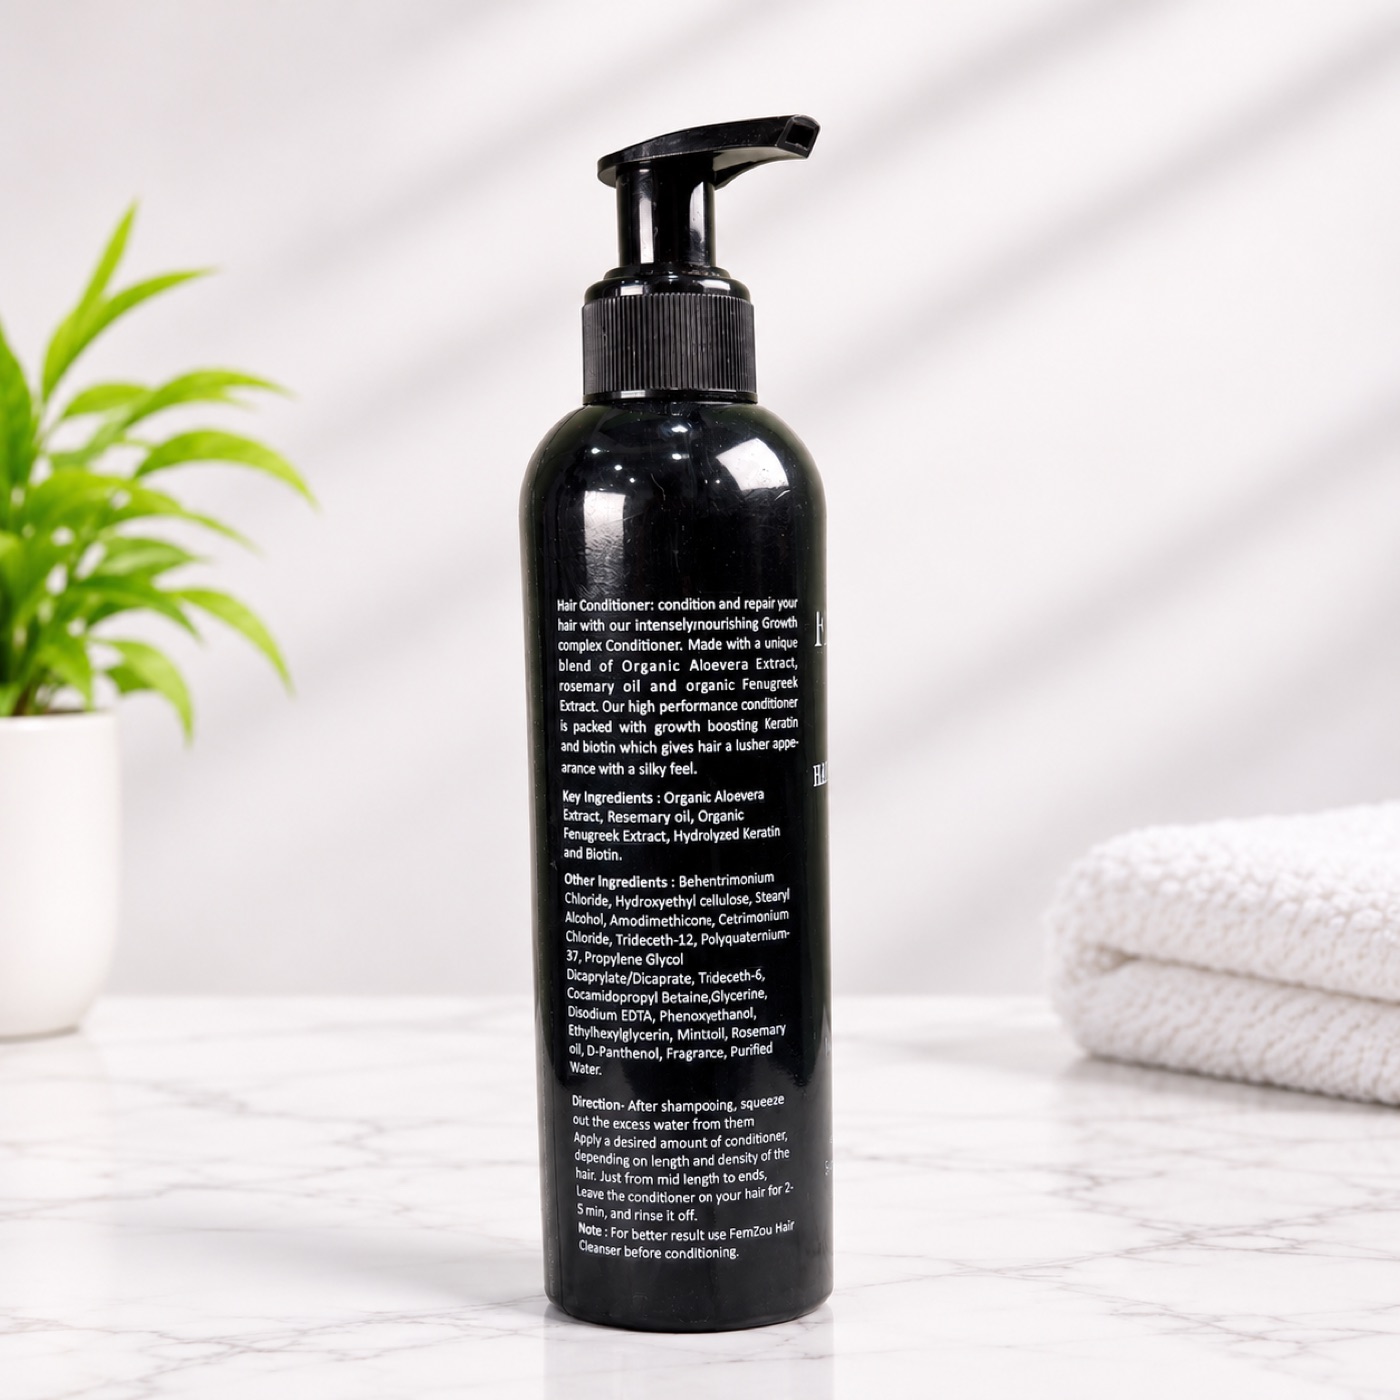 Hair Conditioner: condition and repair your
hair with our intenselyınourishing Growth
complex Conditioner. Made with a unique
blend of Organic Aloevera Extract,
rosemary oil and organic Fenugreek
Extract. Our high performance conditioner
is packed with growth boosting Keratin
and biotin which gives hair a lusher appe-
arance with a silky feel.
Key Ingredients : Organic Aloevera
Extract, Resemary oil, Organic
Fenugreek Extract, Hydrolyzed Keratin
and Biotin.
Other Ingredients : Behentrimonium
Chloride, Hydroxyethyl cellulose, Stearyl
Alcohol, Amodimethicone, Cetrimonium
Chloride, Trideceth-12, Polyquaternium-
37, Propylene Glycol
Dicaprylate/Dicaprate, Trideceth-6,
Cocamidopropyl Betaine,Glycerine,
Disodium EDTA, Phenoxyethanol,
Ethylhexylglycerin, Minttoil, Rosemary
oil, D-Panthenol, Fragrance, Purified
Water.
Direction- After shampooing, squeeze
out the excess water from them
Apply a desired amount of conditioner,
depending on length and density of the
hair. Just from mid length to ends,
Leave the conditioner on your hair for 2-
5 min, and rinse it off.
Note : For better result use FemZou Hair
Cleanser before conditioning.